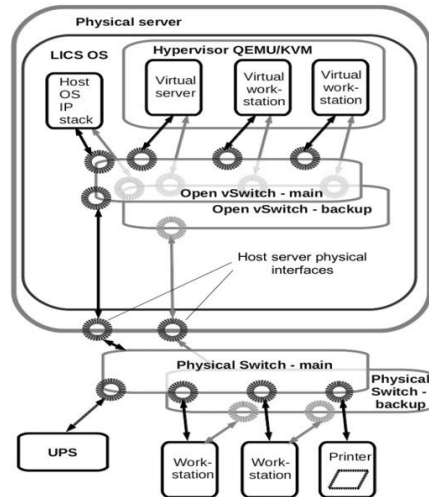 Physical server
LICS OS
Hypervisor QEMU/KVM
Host
OS
IP
stack
Virtual
server
Virtual
work-
station
Virtual
work-
station
Open vSwitch - main
Open vSwitch - backup
Host server physical
interfaces
Physical Switch - main
Physical
Switch -
backup
UPS
Work-
station
Work-
station
Printer